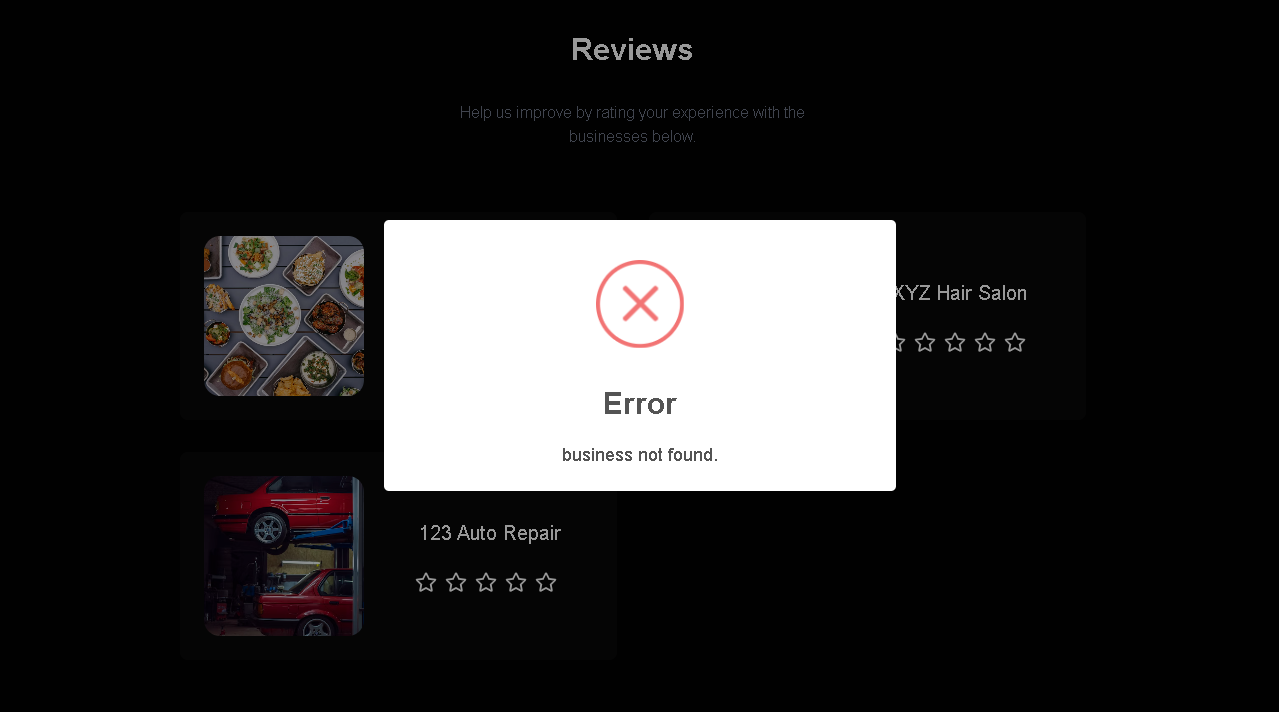 Reviews
Help us improve by rating your experience with the
businesses below.
XYZ Hair Salon
Error
business not found.
123 Auto Repair